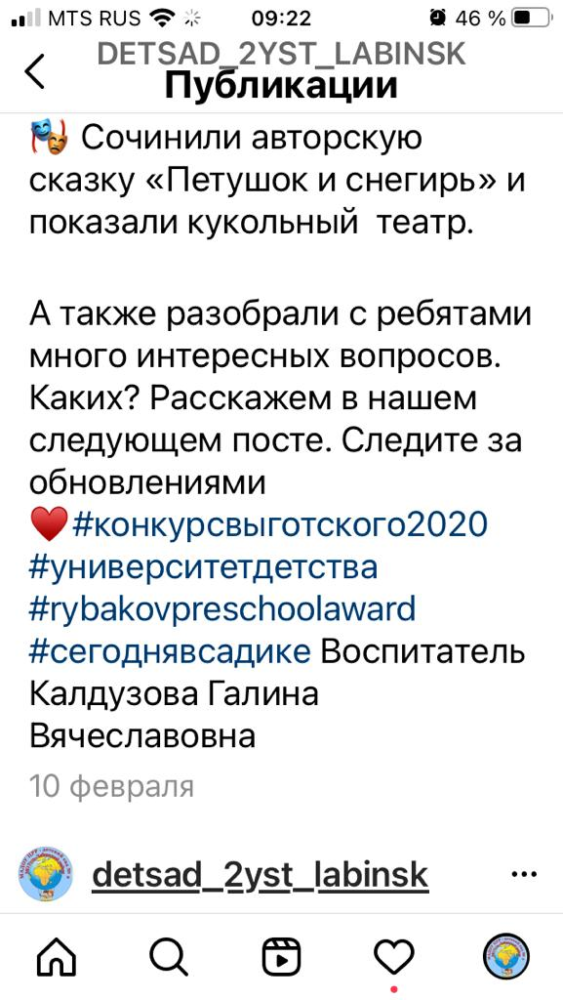 MTS RUS 09:22 46 %
DETSAD_2YST_LABINSK
Публикации
Сочинили авторскую
сказку «Петушок и снегирь» и
показали кукольный театр.
А также разобрали с ребятами
много интересных вопросов.
Каких? Расскажем в нашем
следующем посте. Следите за
обновлениями
#конкурсвыготского2020
#университетдетства
#rybakovpreschoolaward
#сегоднявсадике Воспитатель
Калдузова Галина
Вячеславовна
10 февраля
detsad_2yst_labinsk